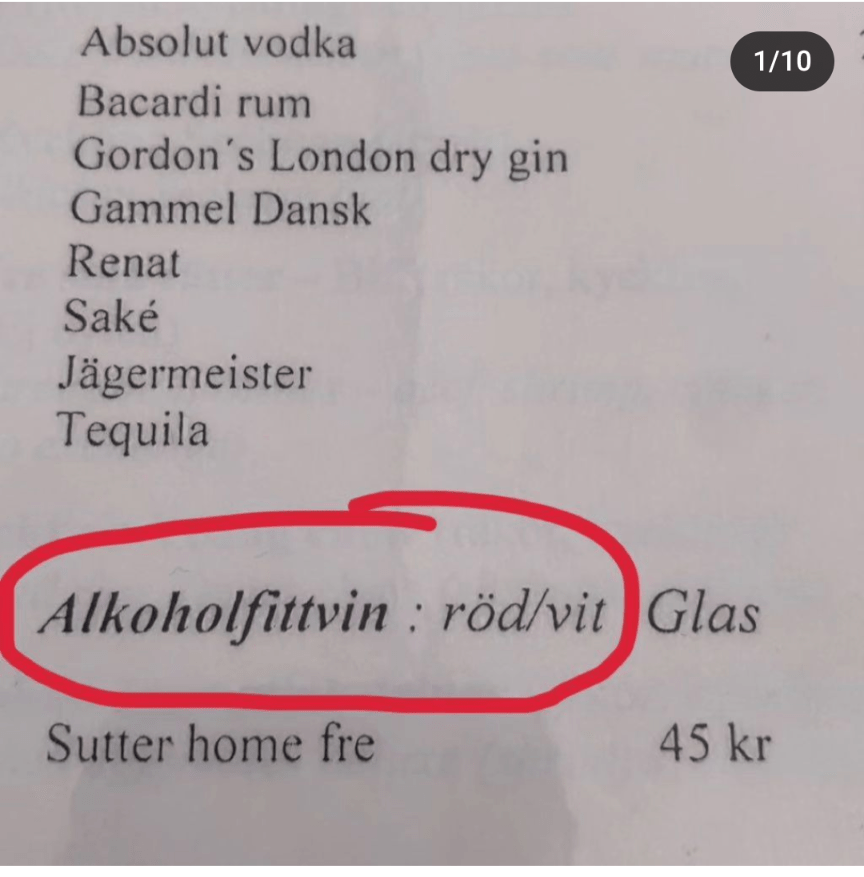 Absolut vodka
1/10
Bacardi rum
Gordon´s London dry gin
Gammel Dansk
Renat
Saké
Jägermeister
Tequila
Alkoholfittvin : röd/vit Glas
Sutter home fre 45 kr